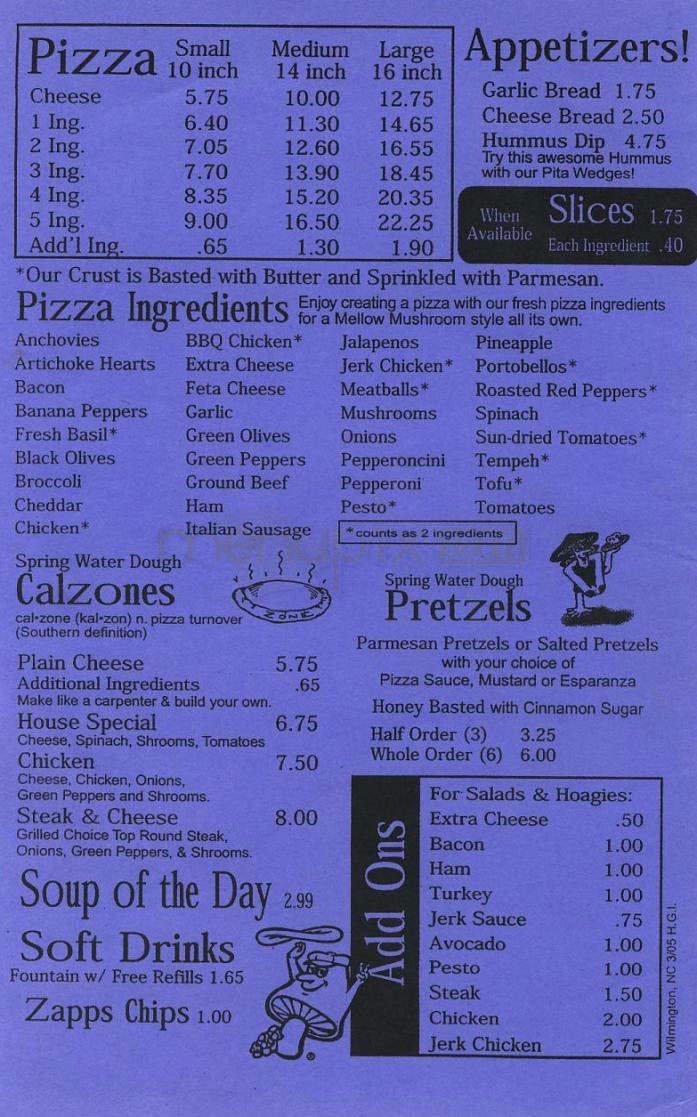 Pizza Small Medium Large
10 inch 14 inch 16 inch
Cheese 5.75 10.00 12.75
1 Ing. 6.40 11.30 14.65
2 Ing. 7.05 12.60 16.55
3 Ing. 7.70 13.90 18.45
4 Ing. 8.35 15.20 20.35
5 Ing. 9.00 16.50 22.25
Add'l Ing. .65 1.30 1.90
Appetizers!
Garlic Bread 1.75
Cheese Bread 2.50
Hummus Dip 4.75
Try this awesome Hummus
with our Pita Wedges!
When Available
Slices 1.75
Each Ingredient .40
*Our Crust is Basted with Butter and Sprinkled with Parmesan.
Pizza Ingredients
Enjoy creating a pizza with our fresh pizza ingredients
for a Mellow Mushroom style all its own.
Anchovies BBQ Chicken* Jalapenos Pineapple
Artichoke Hearts Extra Cheese Jerk Chicken* Portobellos*
Bacon Feta Cheese Meatballs* Roasted Red Peppers*
Banana Peppers Garlic Mushrooms Spinach
Fresh Basil* Green Olives Onions Sun-dried Tomatoes*
Black Olives Green Peppers Pepperoncini Tempeh*
Broccoli Ground Beef Pepperoni Tofu*
Cheddar Ham Pesto* Tomatoes
Chicken* Italian Sausage *counts as 2 ingredients
Spring Water Dough
Calzones
cal•zone (kal•zon) n. pizza turnover
(Southern definition)
ZONE
Plain Cheese 5.75
Additional Ingredients .65
Make like a carpenter & build your own.
House Special 6.75
Cheese, Spinach, Shrooms, Tomatoes
Chicken 7.50
Cheese, Chicken, Onions,
Green Peppers and Shrooms.
Steak & Cheese 8.00
Grilled Choice Top Round Steak,
Onions, Green Peppers, & Shrooms.
Soup of the Day 2.99
Soft Drinks
Fountain w/ Free Refills 1.65
Zapps Chips 1.00
®
Spring Water Dough
Pretzels
Parmesan Pretzels or Salted Pretzels
with your choice of
Pizza Sauce, Mustard or Esparanza
Honey Basted with Cinnamon Sugar
Half Order (3) 3.25
Whole Order (6) 6.00
Add Ons
For Salads & Hoagies:
Extra Cheese .50
Bacon 1.00
Ham 1.00
Turkey 1.00
Jerk Sauce .75
Avocado 1.00
Pesto 1.00
Steak 1.50
Chicken 2.00
Jerk Chicken 2.75
Wilmington, NC 3/05 H.G.I.